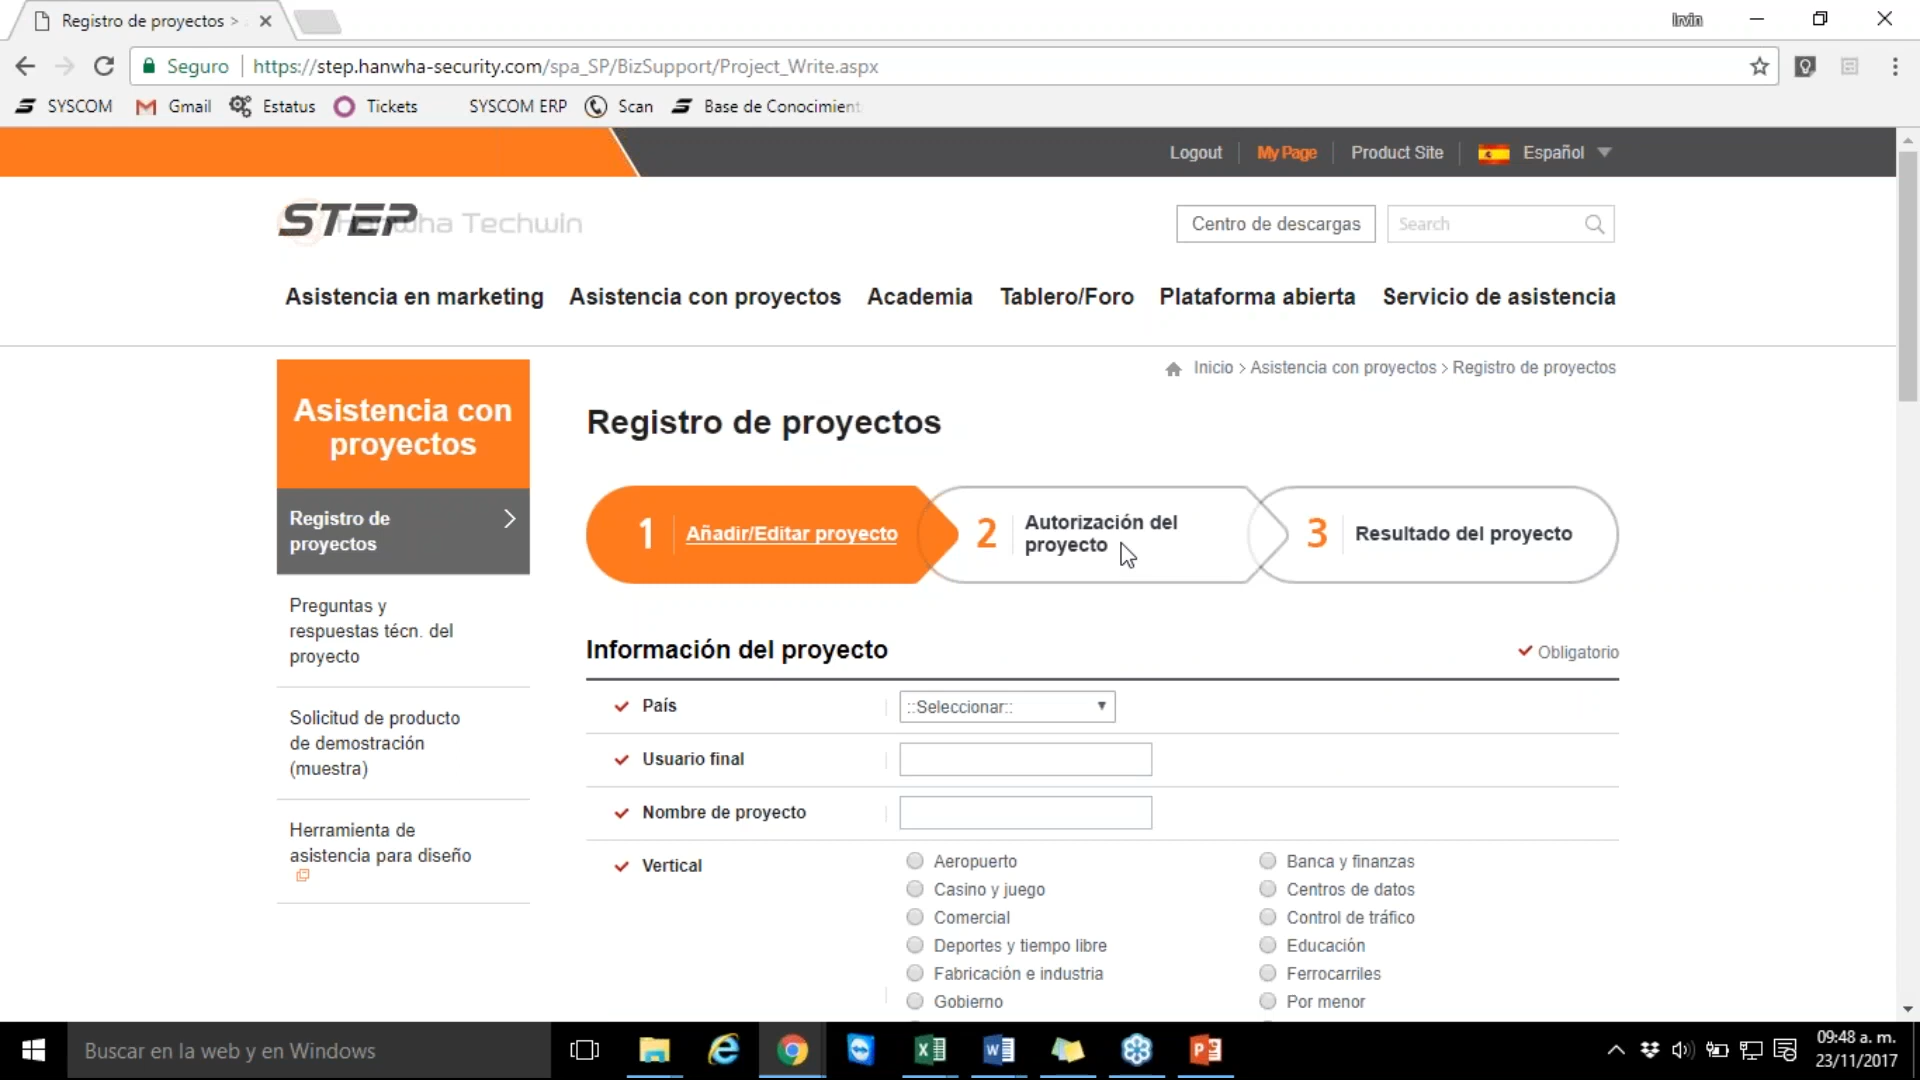 Registro de proyectos >
Irvin
Seguro
https://step.hanwha-security.com/spa_SP/BizSupport/Project_Write.aspx
SYSCOM
Gmail
Estatus
Tickets
SYSCOM ERP
Scan
Base de Conocimient
Logout
My Page
Product Site
Español
STEP
Hanwha Techwin
Centro de descargas
Search
Asistencia en marketing
Asistencia con proyectos
Academia
Tablero/Foro
Plataforma abierta
Servicio de asistencia
Inicio > Asistencia con proyectos > Registro de proyectos
Asistencia con
proyectos
Registro de
proyectos
Preguntas y
respuestas técn. del
proyecto
Solicitud de producto
de demostración
(muestra)
Herramienta de
asistencia para diseño
Registro de proyectos
1 Añadir/Editar proyecto
2 Autorización del
proyecto
3 Resultado del proyecto
Información del proyecto
Obligatorio
País
::Seleccionar::
Usuario final
Nombre de proyecto
Vertical
Aeropuerto
Banca y finanzas
Casino y juego
Centros de datos
Comercial
Control de tráfico
Deportes y tiempo libre
Educación
Fabricación e industria
Ferrocarriles
Gobierno
Por menor
Buscar en la web y en Windows
09:48 a. m.
23/11/2017